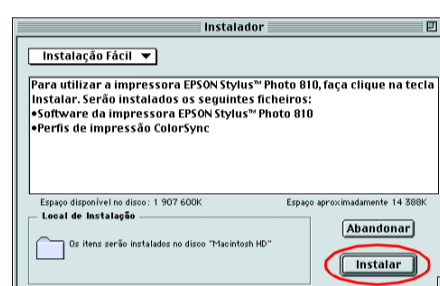 Instalador
Instalação Fácil
Para utilizar a impressora EPSON Stylus™ Photo 810, faça clique na tecla
Instalar. Serão instalados os seguintes ficheiros:
•Software da impressora EPSON Stylus™ Photo 810
•Perfis de impressão ColorSync
Espaço disponível no disco: 1 907 600K
Espaço aproximadamente 14 388K
Local de Instalação
Os itens serão instalados no disco "Macintosh HD"
Abandonar
Instalar